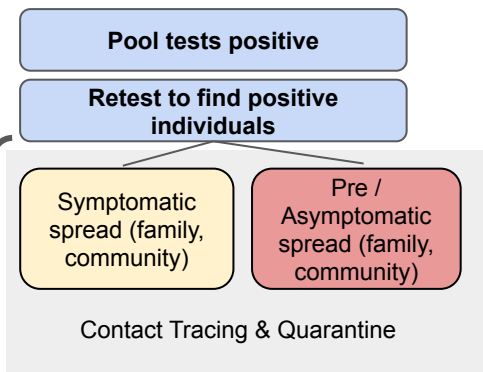 Pool tests positive
Retest to find positive
individuals
Symptomatic
spread (family,
community)
Pre /
Asymptomatic
spread (family,
community)
Contact Tracing & Quarantine